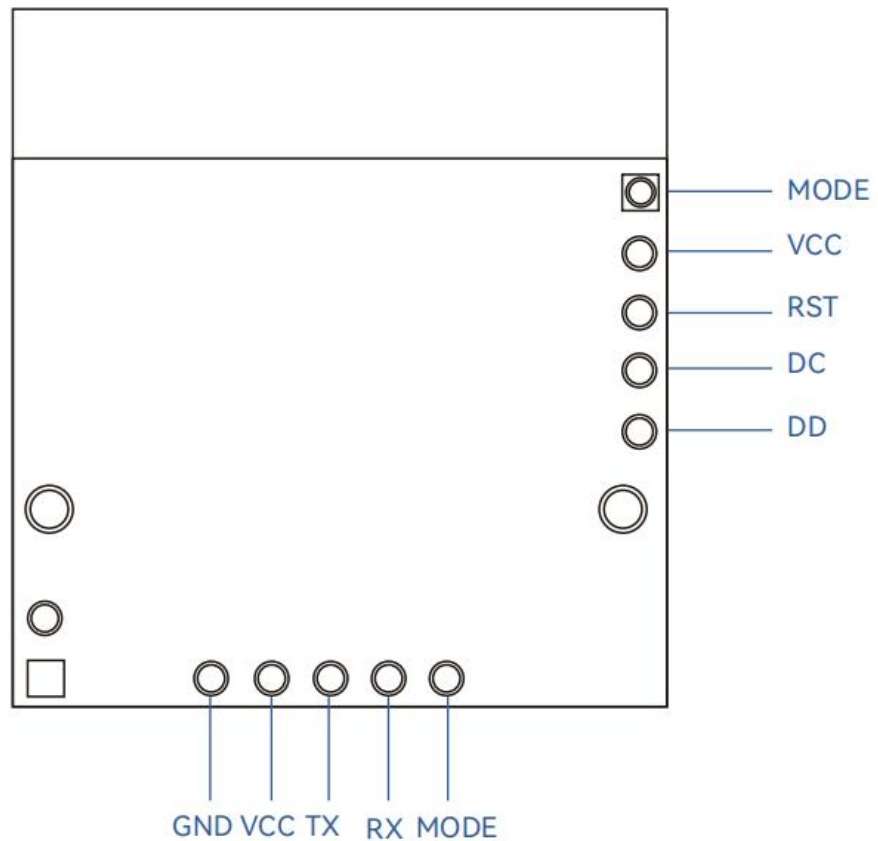 MODE
VCC
RST
DC
DD
GND VCC TX RX MODE